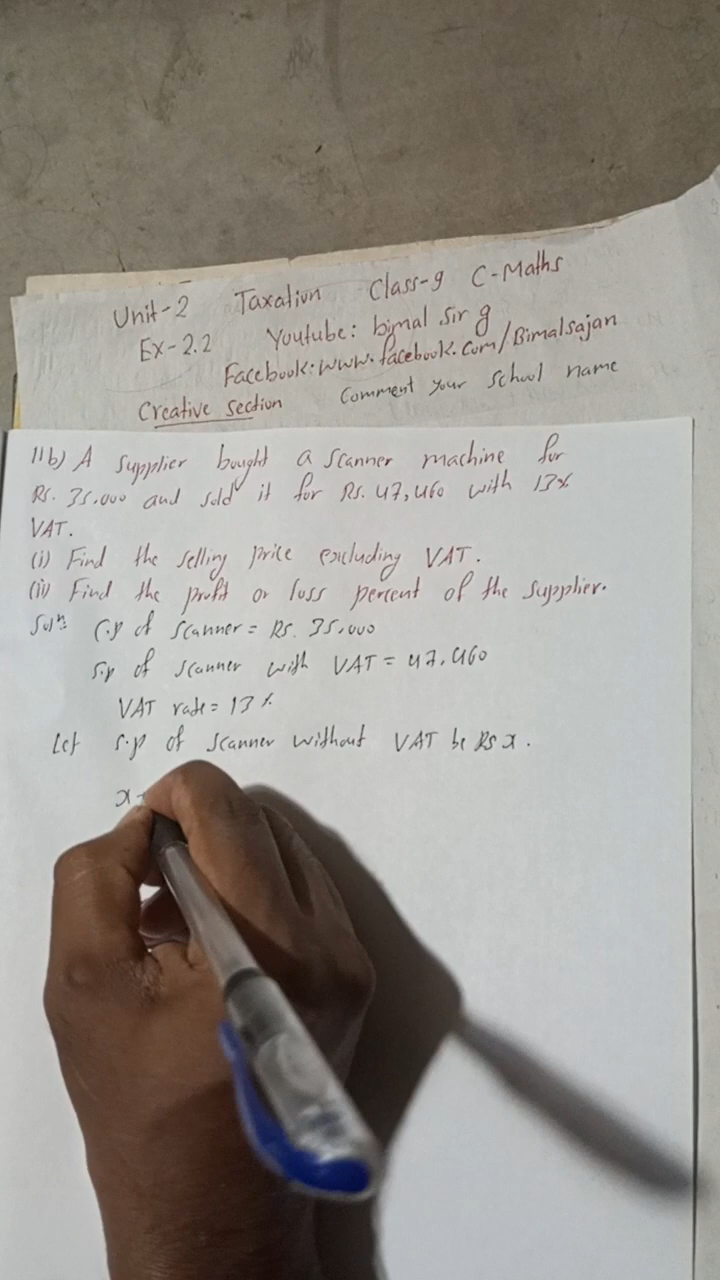 Unit-2 Taxation Class-9 C-Maths
Ex-2.2 Youtube: bimal sir g
Facebook: www.facebook.com/Bimalsajan
Creative section Comment your school name
11b) A supplier bought a scanner machine for
Rs. 35,000 and sold it for Rs. 47,460 with 13%
VAT.
(i) Find the selling price excluding VAT.
(ii) Find the profit or loss percent of the supplier.
Solⁿ: C.p of scanner = Rs. 35,000
S.p of scanner with VAT = 47,460
VAT rate = 13%
Let s.p of scanner without VAT be Rs x.
x